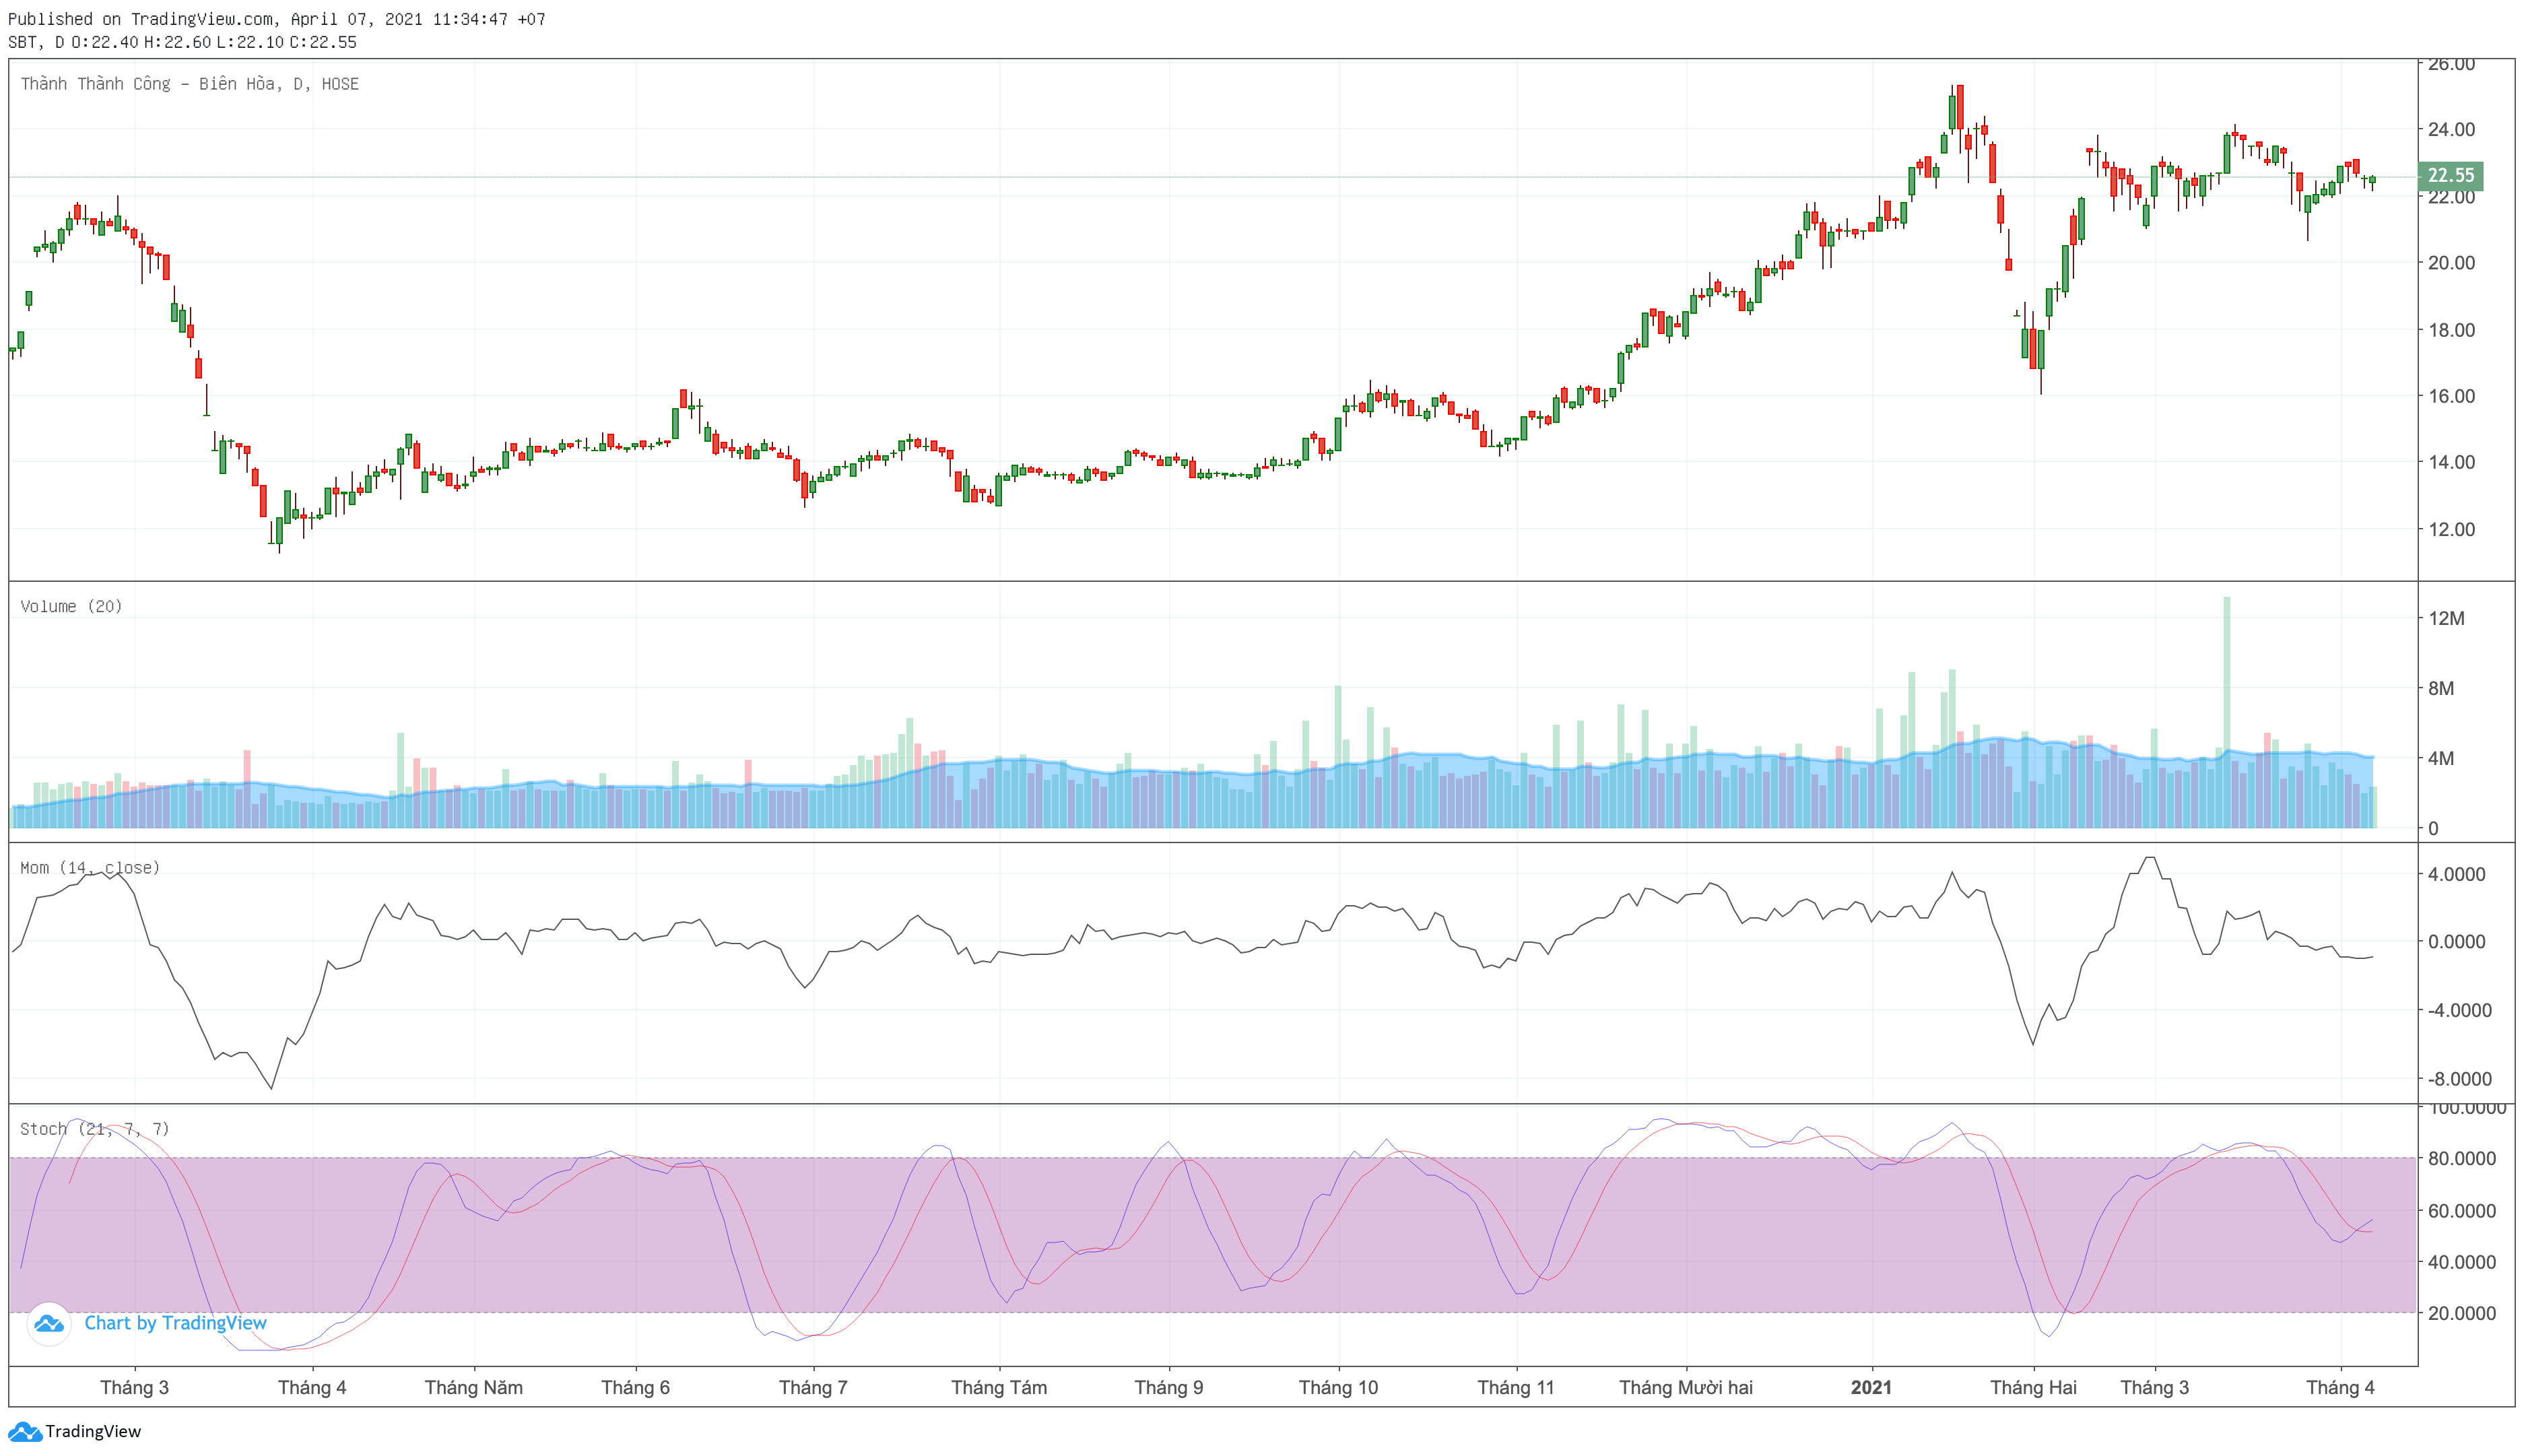 Published on TradingView.com, April 07, 2021 11:34:47 +07
SBT, D O:22.40 H:22.60 L:22.10 C:22.55
Thành Thành Công - Biên Hòa, D, HOSE
26.00
24.00
22.55
22.00
20.00
18.00
16.00
14.00
12.00
Volume (20)
12M
8M
4M
0
Mom (14, close)
4.0000
0.0000
-4.0000
-8.0000
Stoch (21, 7, 7)
100.0000
80.0000
60.0000
40.0000
20.0000
Chart by TradingView
Tháng 3 Tháng 4 Tháng Năm Tháng 6 Tháng 7 Tháng Tám Tháng 9 Tháng 10 Tháng 11 Tháng Mười hai 2021 Tháng Hai Tháng 3 Tháng 4
TradingView